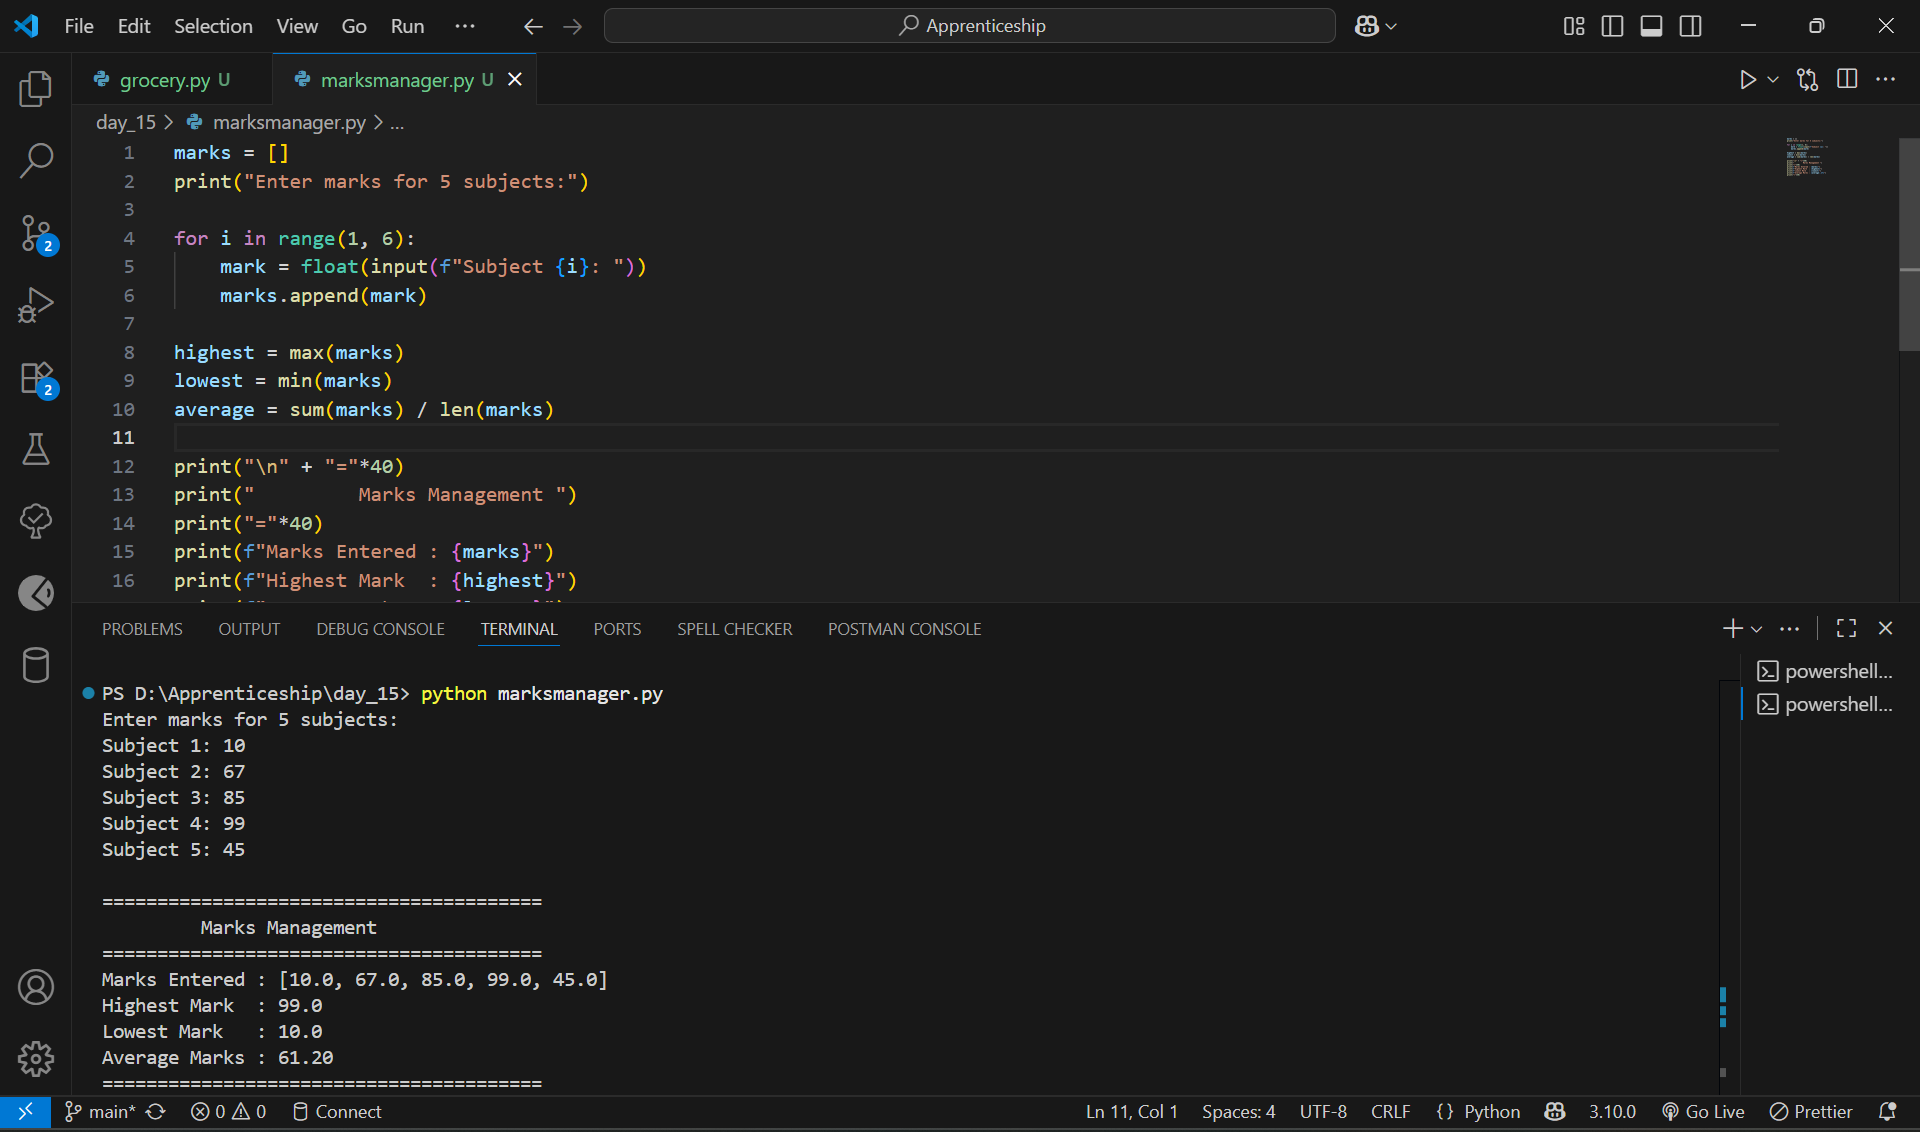 File Edit Selection View Go Run ... Apprenticeship
grocery.py U marksmanager.py U
day_15 > marksmanager.py > ...
1 marks = []
2 print("Enter marks for 5 subjects:")
3
4 for i in range(1, 6):
5     mark = float(input(f"Subject {i}: "))
6     marks.append(mark)
7
8 highest = max(marks)
9 lowest = min(marks)
10 average = sum(marks) / len(marks)
11
12 print("\n" + "="*40)
13 print("         Marks Management ")
14 print("="*40)
15 print(f"Marks Entered : {marks}")
16 print(f"Highest Mark  : {highest}")
PROBLEMS OUTPUT DEBUG CONSOLE TERMINAL PORTS SPELL CHECKER POSTMAN CONSOLE
powershell...
powershell...
PS D:\Apprenticeship\day_15> python marksmanager.py
Enter marks for 5 subjects:
Subject 1: 10
Subject 2: 67
Subject 3: 85
Subject 4: 99
Subject 5: 45
========================================
         Marks Management
========================================
Marks Entered : [10.0, 67.0, 85.0, 99.0, 45.0]
Highest Mark  : 99.0
Lowest Mark   : 10.0
Average Marks : 61.20
========================================
2
2
main* 0 0 Connect Ln 11, Col 1 Spaces: 4 UTF-8 CRLF {} Python 3.10.0 Go Live Prettier